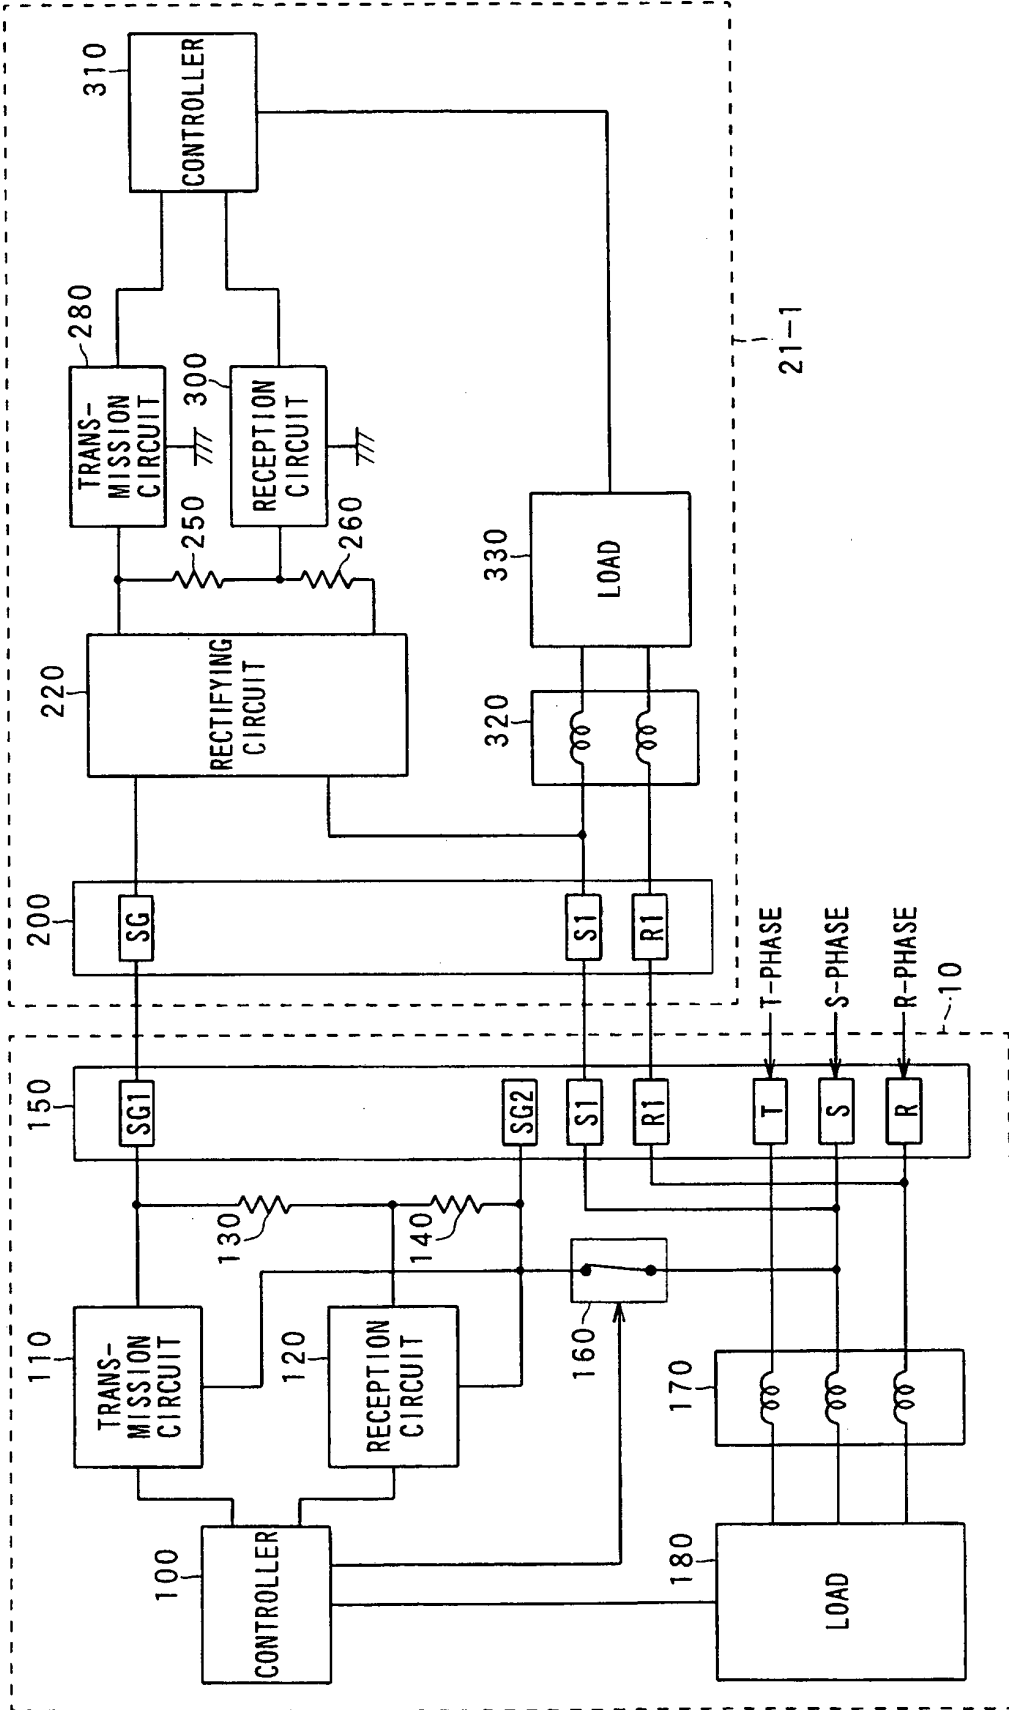 10
150
SG1
SG2
S1
R1
T
S
R
T-PHASE
S-PHASE
R-PHASE
110
TRANS-
MISSION
CIRCUIT
120
RECEPTION
CIRCUIT
130
140
160
170
100
CONTROLLER
180
LOAD
21-1
200
SG
S1
R1
220
RECTIFYING
CIRCUIT
250
260
280
TRANS-
MISSION
CIRCUIT
300
RECEPTION
CIRCUIT
310
CONTROLLER
320
330
LOAD